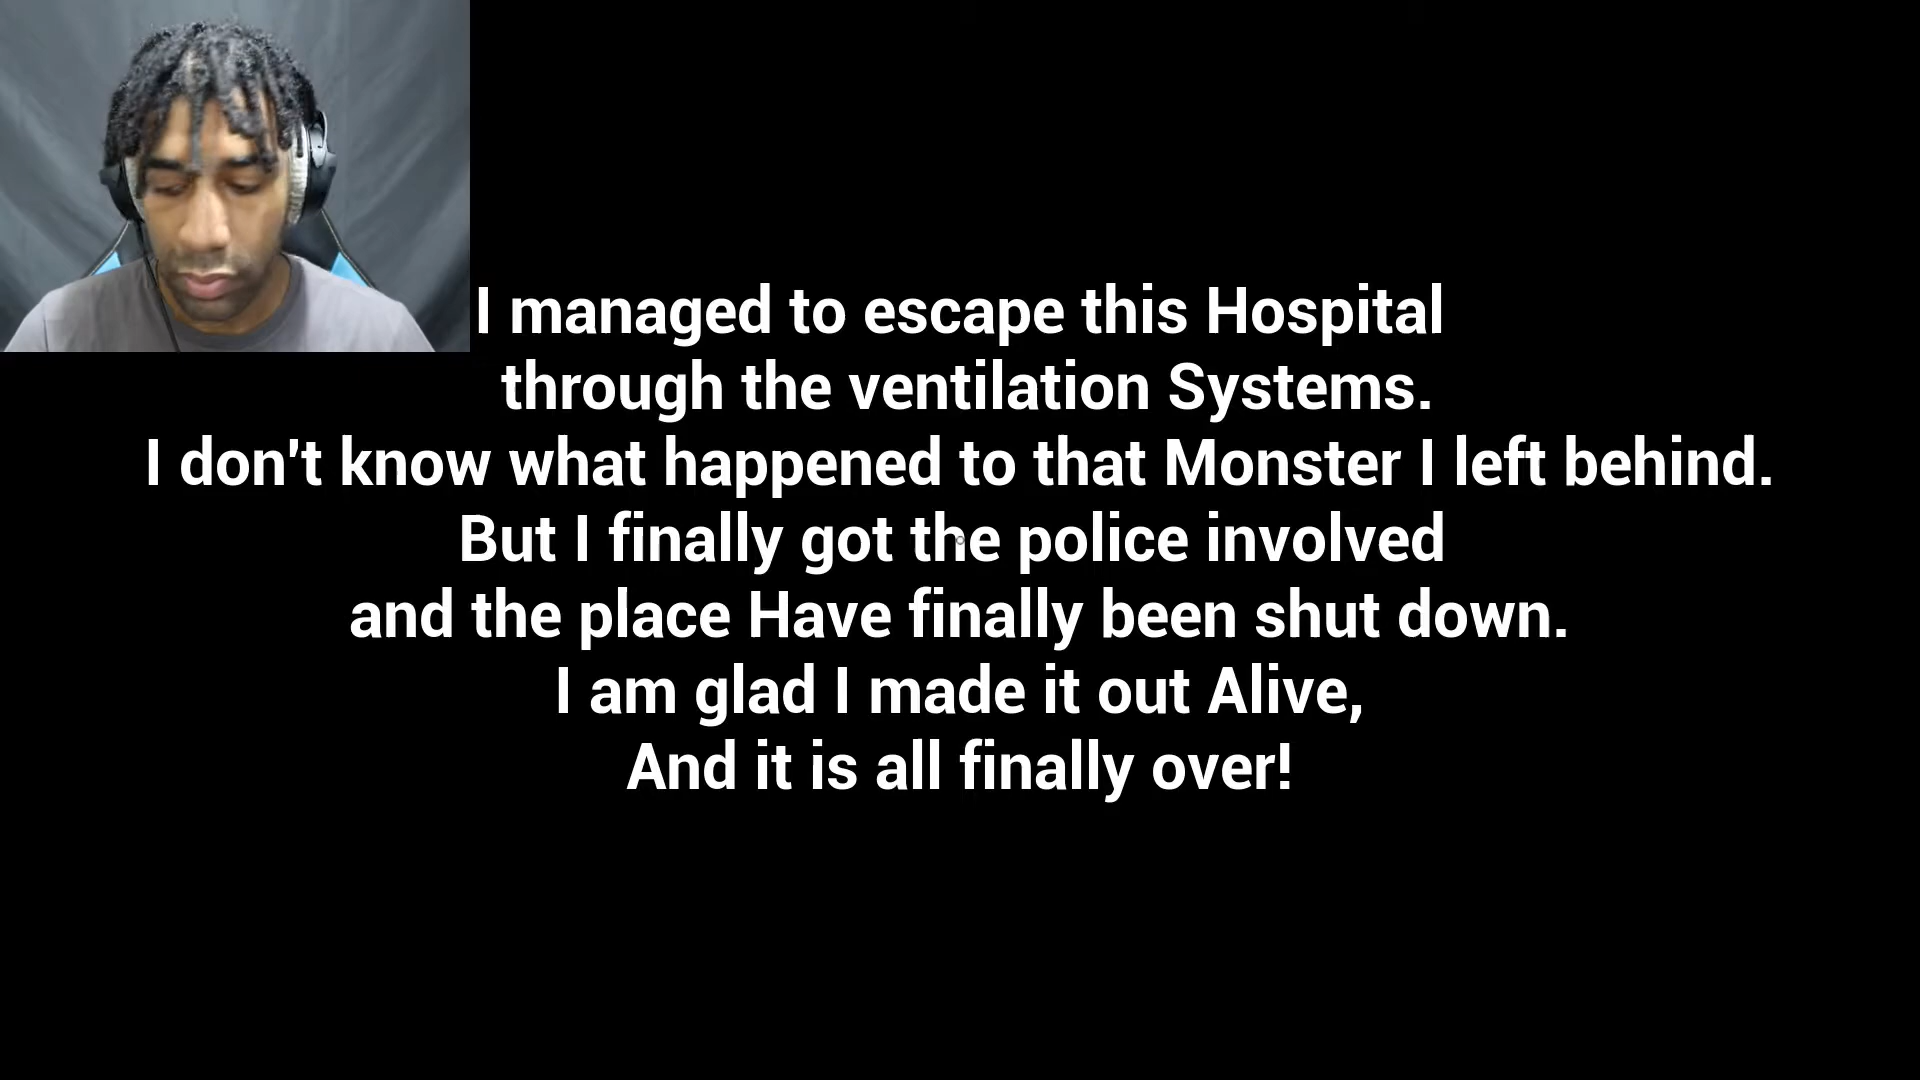 I managed to escape this Hospital
through the ventilation Systems.
I don't know what happened to that Monster I left behind.
But I finally got the police involved
and the place Have finally been shut down.
I am glad I made it out Alive,
And it is all finally over!